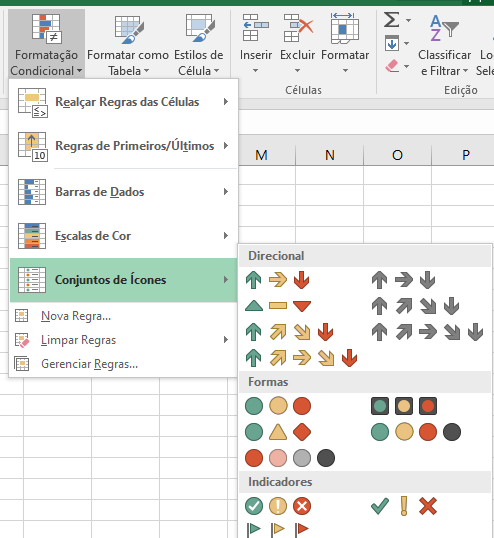 Formatação
Condicional
Formatar como
Tabela
Estilos de
Célula
Inserir
Excluir
Formatar
Células
Classificar
e Filtrar
Edição
Realçar Regras das Células
Regras de Primeiros/Últimos
10
Barras de Dados
Escalas de Cor
Conjuntos de Ícones
Nova Regra...
Limpar Regras
Gerenciar Regras...
M N O P
Direcional
Formas
Indicadores